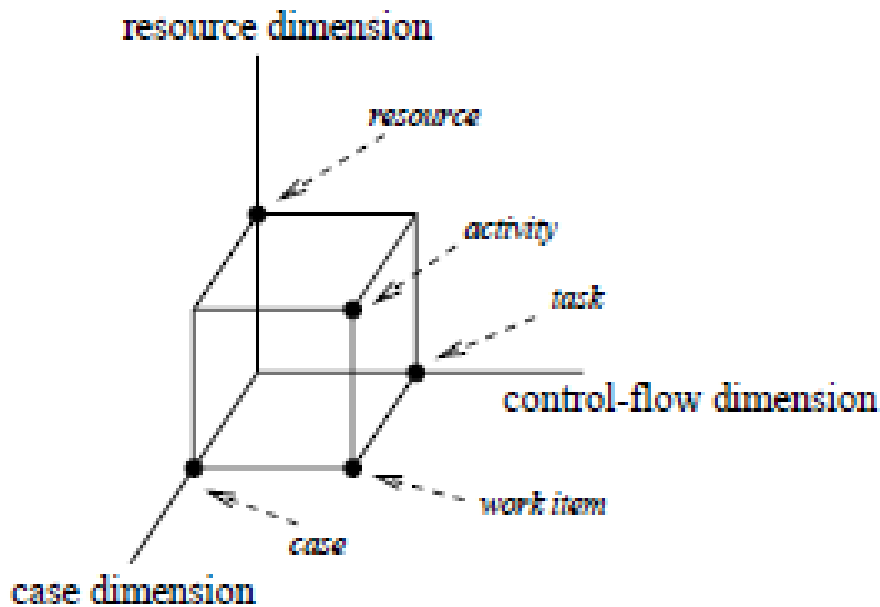 resource dimension
resource
activity
task
control-flow dimension
work item
case
case dimension